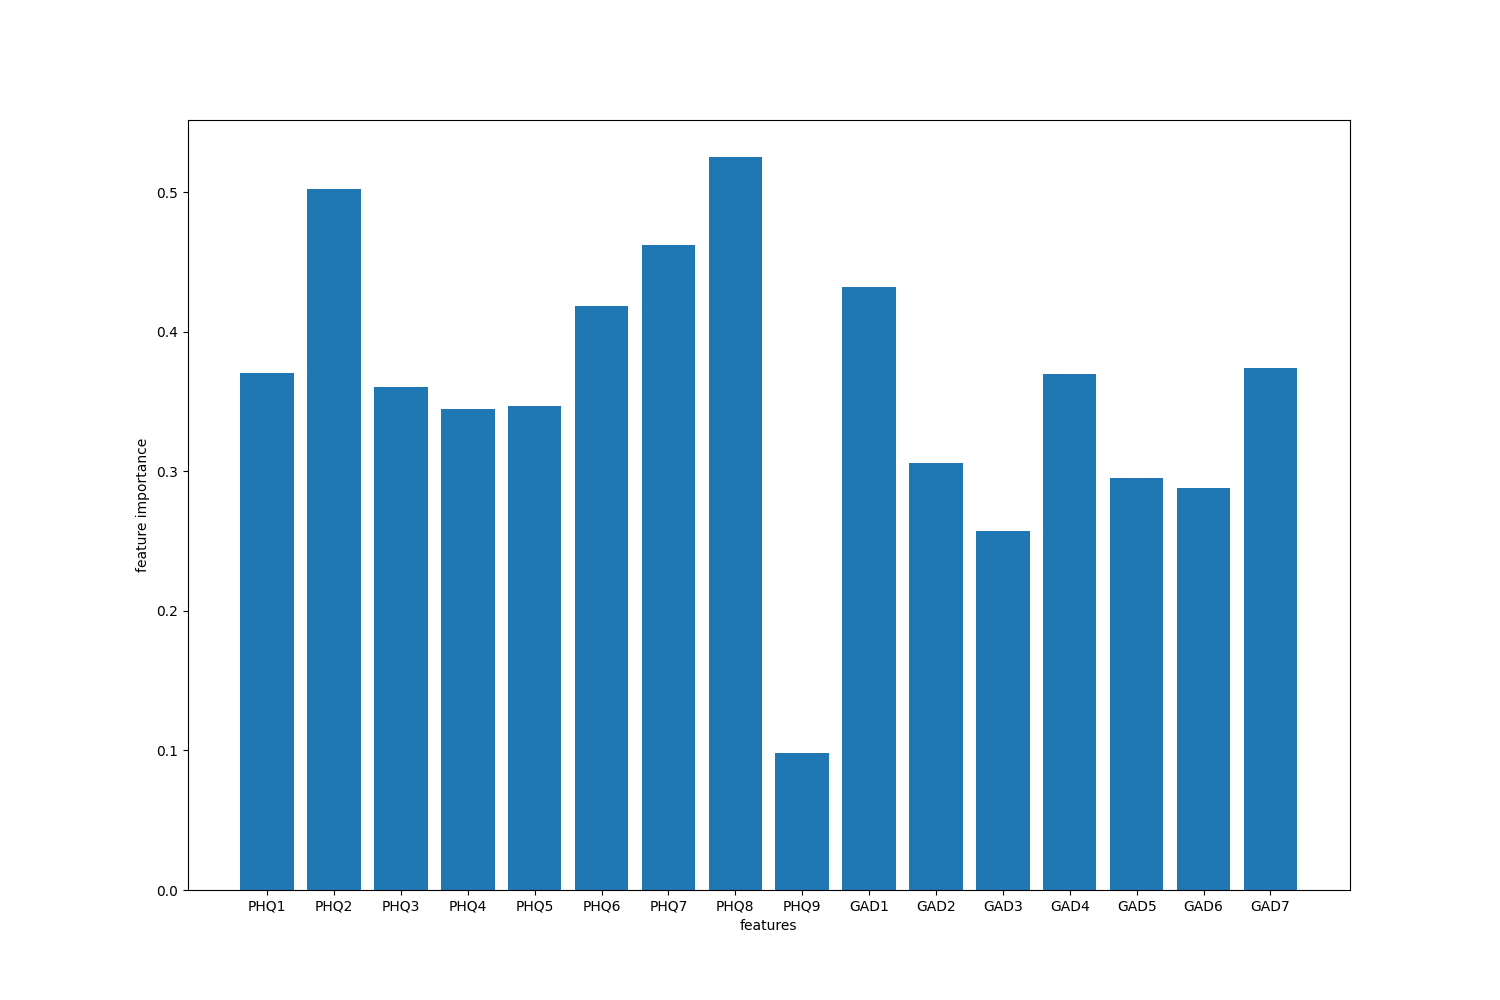 feature importance
0.5
0.4
0.3
0.2
0.1
0.0
PHQ1 PHQ2 PHQ3 PHQ4 PHQ5 PHQ6 PHQ7 PHQ8 PHQ9 GAD1 GAD2 GAD3 GAD4 GAD5 GAD6 GAD7
features